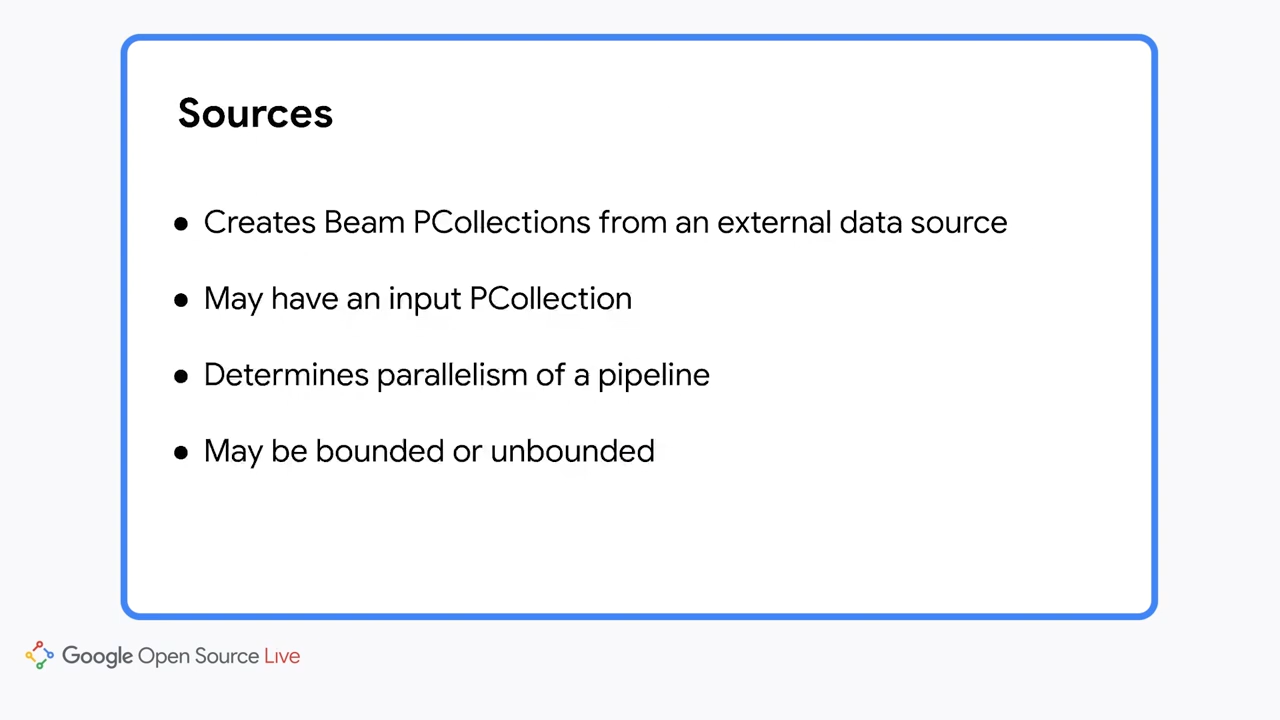 Sources
● Creates Beam PCollections from an external data source
● May have an input PCollection
● Determines parallelism of a pipeline
● May be bounded or unbounded
Google Open Source Live